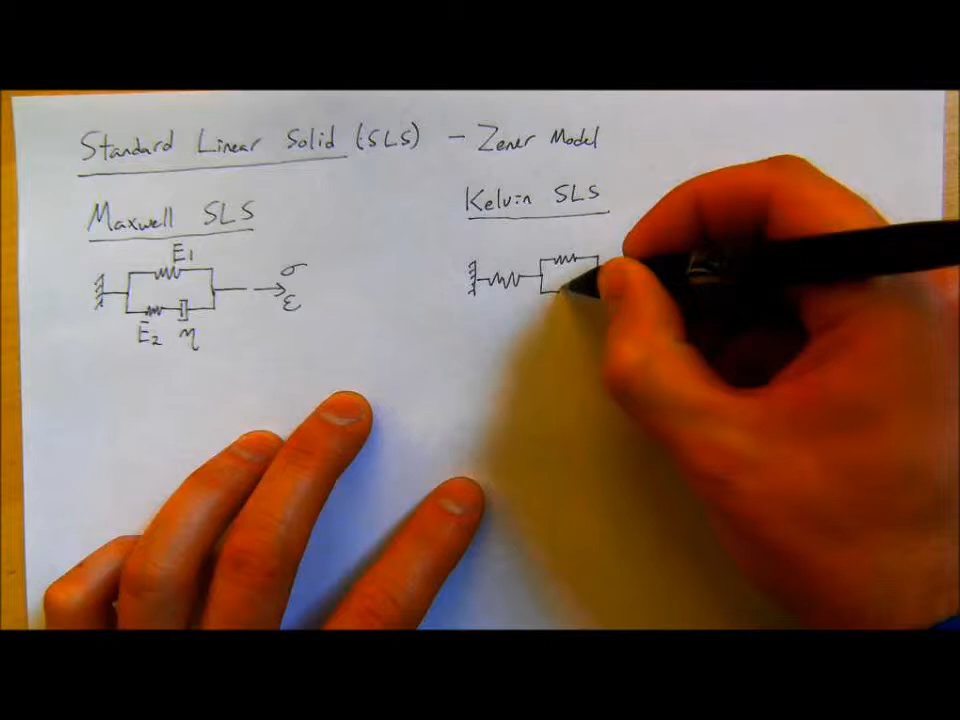 Standard Linear Solid (SLS) - Zener Model
Maxwell SLS
E1
σ
ε
E2 η
Kelvin SLS